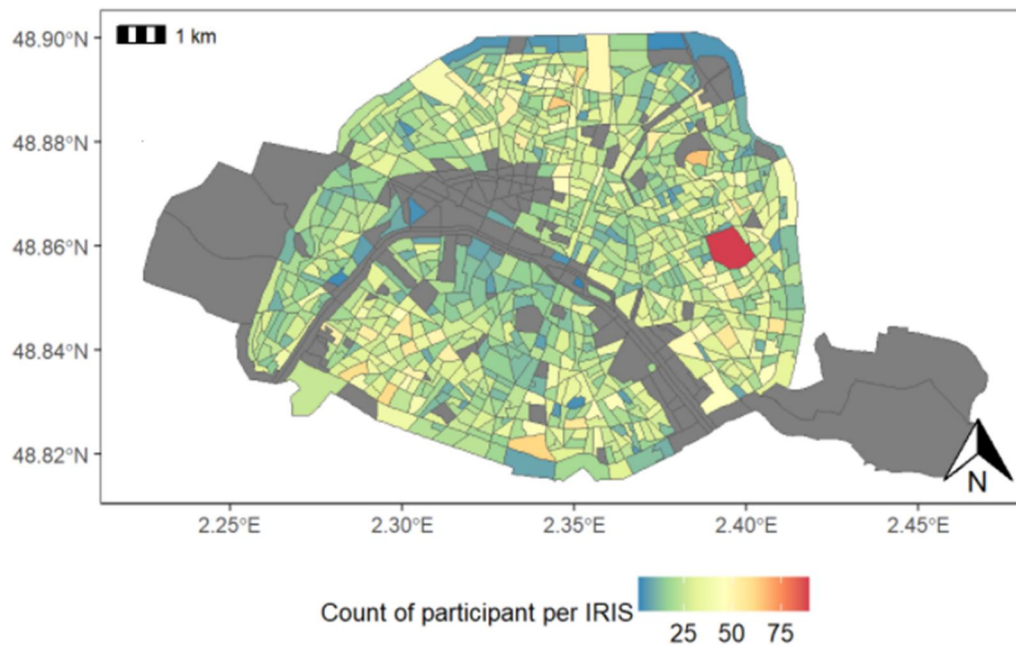 48.90°N
1 km
48.88°N
48.86°N
48.84°N
48.82°N
N
2.25°E 2.30°E 2.35°E 2.40°E 2.45°E
Count of participant per IRIS
25 50 75